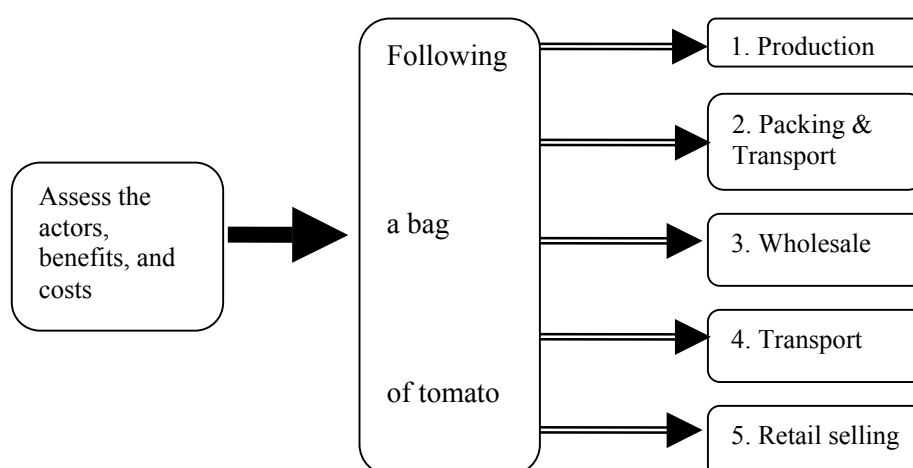 Assess the
actors,
benefits, and
costs
Following
a bag
of tomato
1. Production
2. Packing &
Transport
3. Wholesale
4. Transport
5. Retail selling